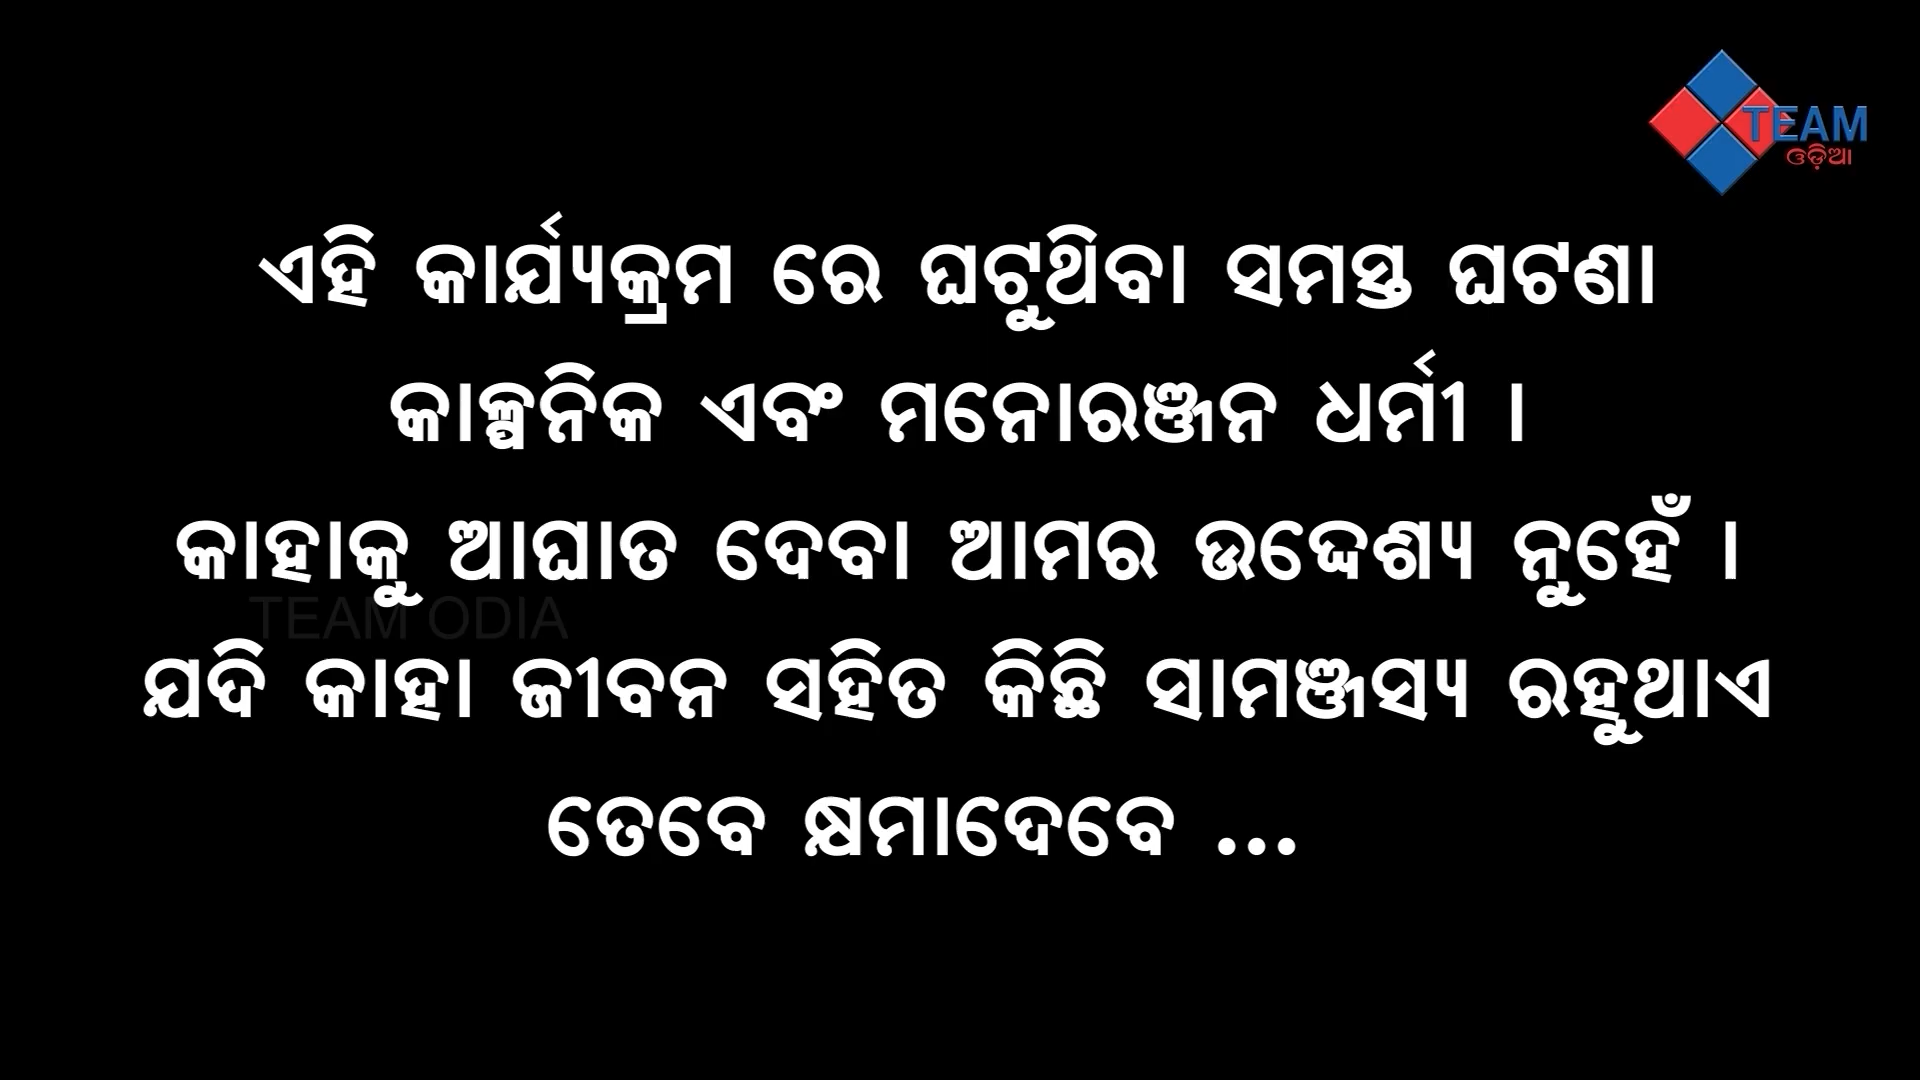 TEAM
ଓଡ଼ିଆ
ଏହି କାର୍ଯ୍ୟକ୍ରମ ରେ ଘଟୁଥିବା ସମସ୍ତ ଘଟଣା
କାଳ୍ପନିକ ଏବଂ ମନୋରଞ୍ଜନ ଧର୍ମୀ ।
କାହାକୁ ଆଘାତ ଦେବା ଆମର ଉଦ୍ଦେଶ୍ୟ ନୁହେଁ ।
TEAM ODIA
ଯଦି କାହା ଜୀବନ ସହିତ କିଛି ସାମଞ୍ଜସ୍ୟ ରହୁଥାଏ
ତେବେ କ୍ଷମାଦେବେ ...